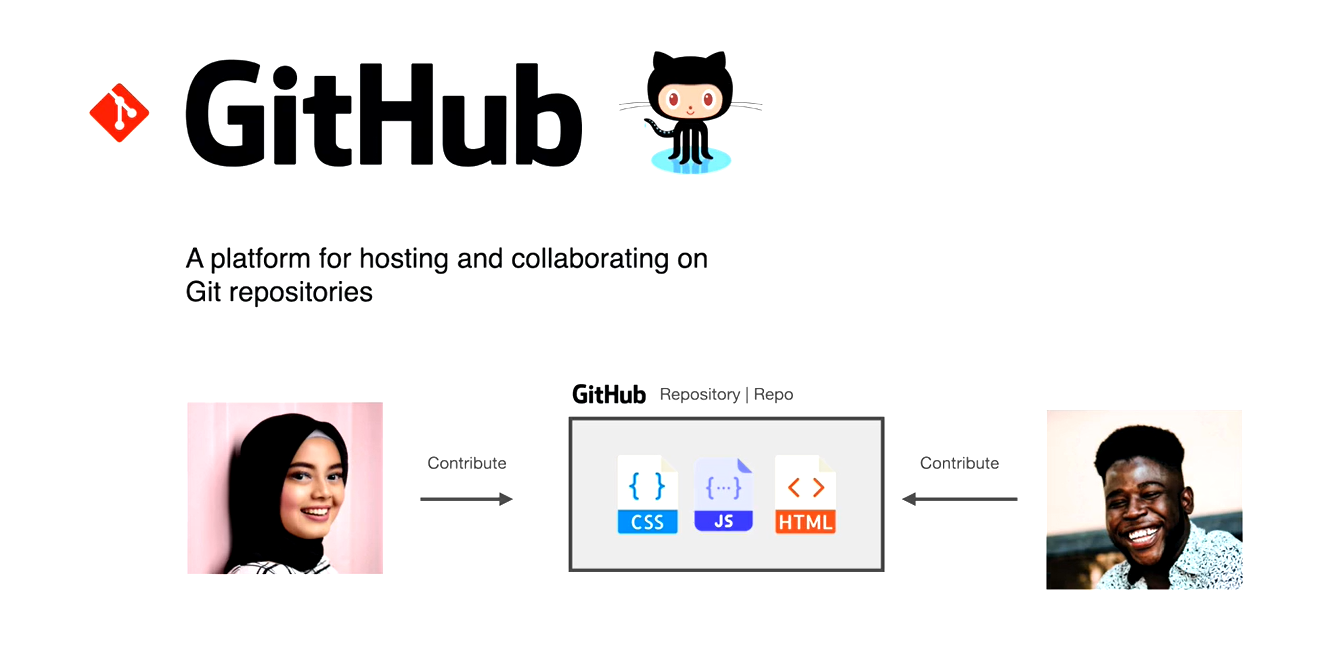 GitHub
A platform for hosting and collaborating on
Git repositories
GitHub Repository | Repo
Contribute
Contribute
{ } {...} < >
CSS JS HTML